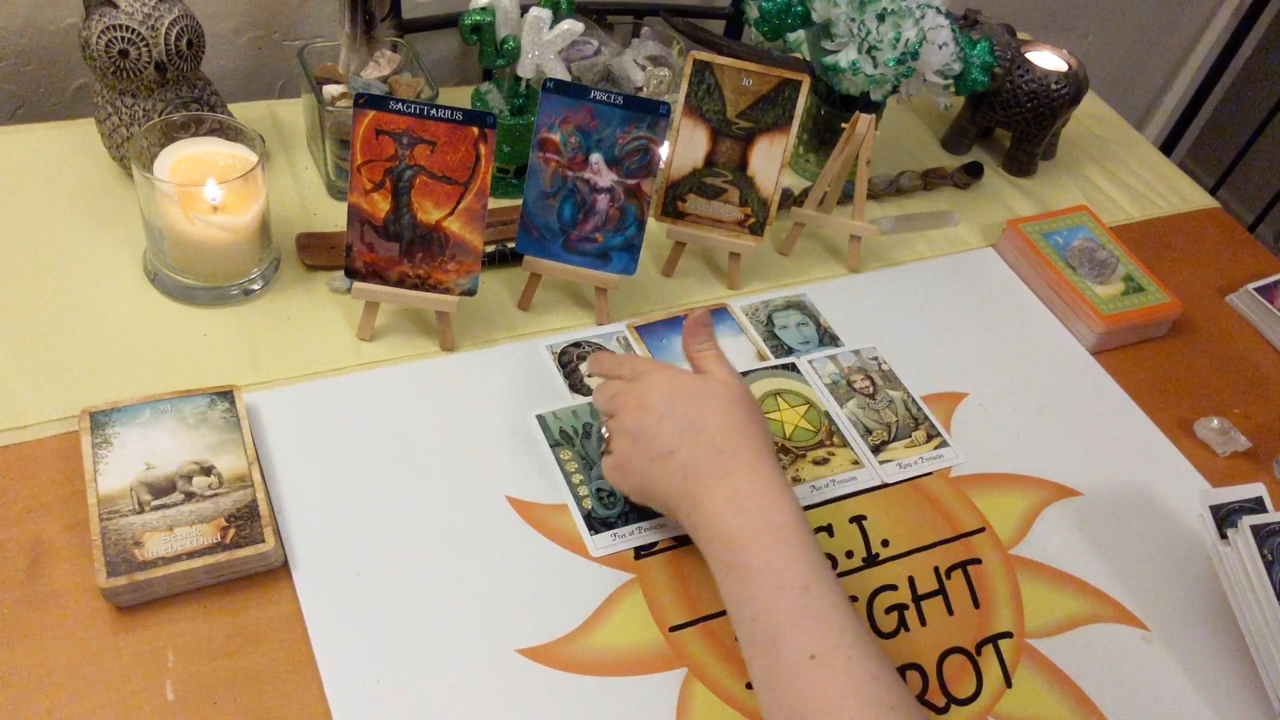 SAGITTARIUS
9
PISCES
12
10
24
Stuck
in the Mud
Five of Pentacles
Ace of Pentacles
King of Pentacles
S.I.
GHT
ROT